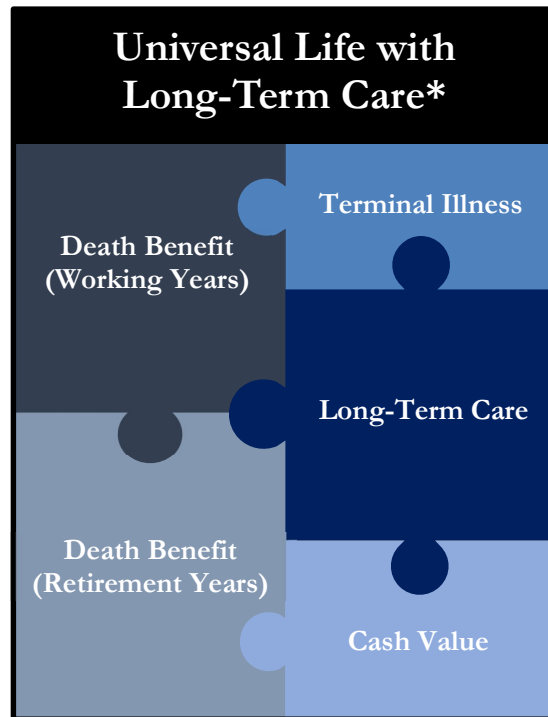 Universal Life with
Long-Term Care*
Death Benefit
(Working Years)
Terminal Illness
Long-Term Care
Death Benefit
(Retirement Years)
Cash Value